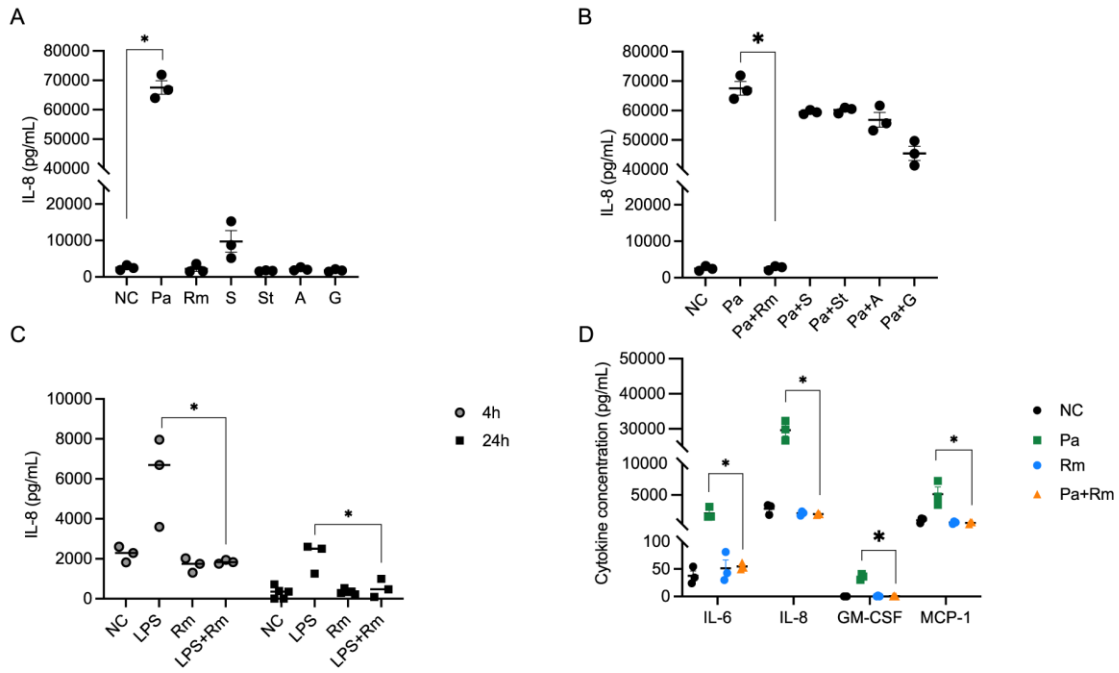 A
IL-8 (pg/mL)
80000
70000
60000
50000
40000
20000
10000
0
*
NC Pa Rm S St A G
B
IL-8 (pg/mL)
80000
70000
60000
50000
40000
20000
10000
0
*
NC Pa Pa+Rm Pa+S Pa+St Pa+A Pa+G
C
IL-8 (pg/mL)
10000
8000
6000
4000
2000
0
*
*
NC LPS Rm LPS+Rm NC LPS Rm LPS+Rm
4h
24h
D
Cytokine concentration (pg/mL)
50000
30000
10000
5000
50
100
0
*
*
*
*
IL-6 IL-8 GM-CSF MCP-1
NC
Pa
Rm
Pa+Rm